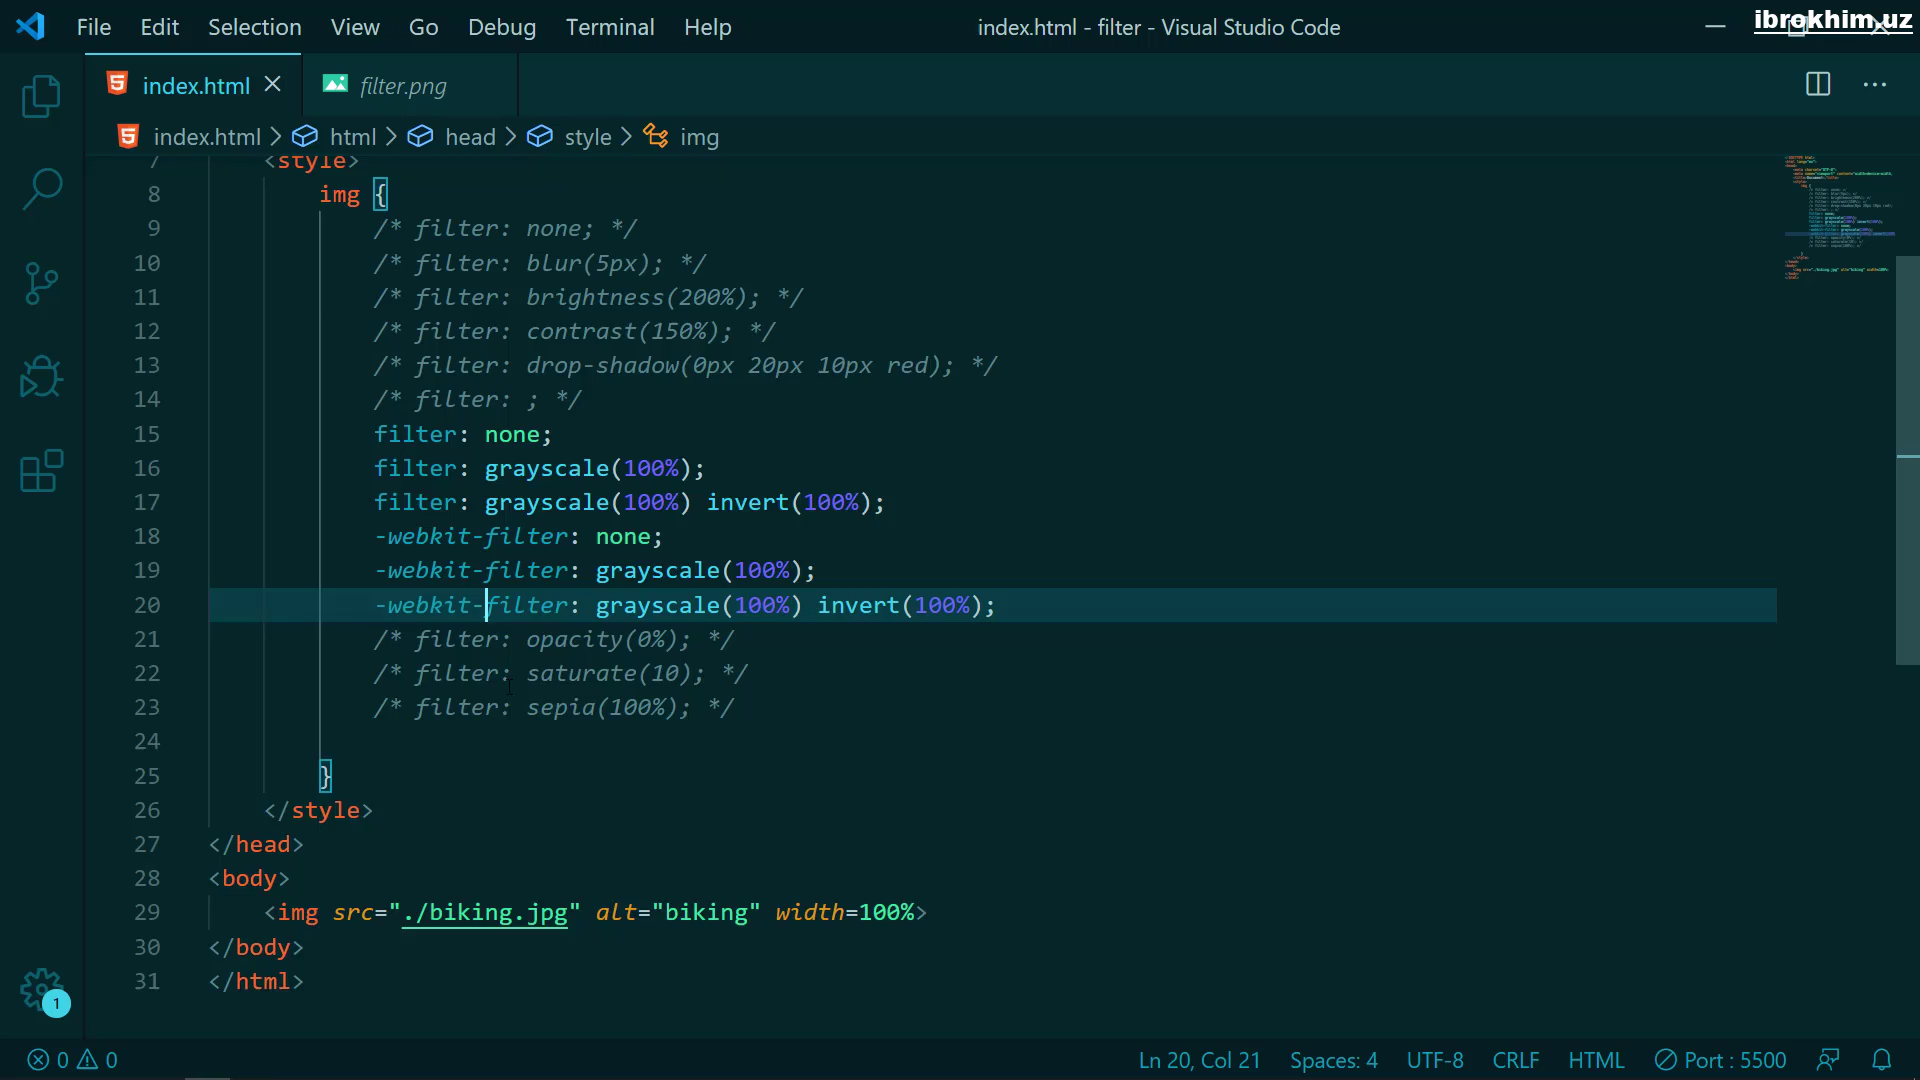 File Edit Selection View Go Debug Terminal Help index.html - filter - Visual Studio Code ibrokhim.uz
index.html filter.png
index.html > html > head > style > img
7 <style>
8 img {
9 /* filter: none; */
10 /* filter: blur(5px); */
11 /* filter: brightness(200%); */
12 /* filter: contrast(150%); */
13 /* filter: drop-shadow(0px 20px 10px red); */
14 /* filter: ; */
15 filter: none;
16 filter: grayscale(100%);
17 filter: grayscale(100%) invert(100%);
18 -webkit-filter: none;
19 -webkit-filter: grayscale(100%);
20 -webkit-filter: grayscale(100%) invert(100%);
21 /* filter: opacity(0%); */
22 /* filter: saturate(10); */
23 /* filter: sepia(100%); */
24
25 }
26 </style>
27 </head>
28 <body>
29 <img src="./biking.jpg" alt="biking" width=100%>
30 </body>
31 </html>
1
0 0 Ln 20, Col 21 Spaces: 4 UTF-8 CRLF HTML Port : 5500